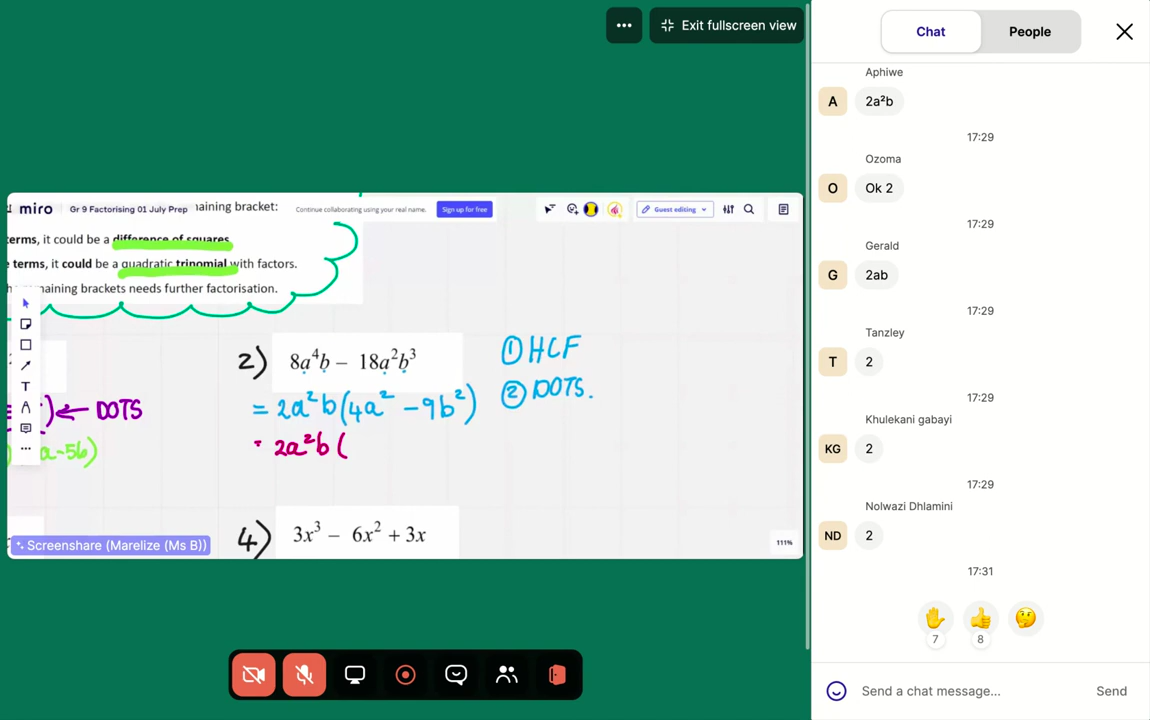 Exit fullscreen view
Chat
People
Aphiwe
A
2a²b
17:29
Ozoma
O
Ok 2
17:29
Gerald
G
2ab
17:29
Tanzley
T
2
17:29
Khulekani gabayi
KG
2
17:29
Nolwazi Dhlamini
ND
2
17:31
7
8
Send a chat message...
Send
miro
Gr 9 Factorising 01 July Prep
aining bracket:
Continue collaborating using your real name.
Sign up for free
Guest editing
erms, it could be a difference of squares
e terms, it could be a quadratic trinomial with factors.
maining brackets needs further factorisation.
2) 8a⁴b – 18a²b³
① HCF
② DOTS.
= 2a²b(4a² - 9b²)
) ← DOTS
= 2a²b (
a-5b)
4) 3x³ – 6x² + 3x
Screenshare (Marelize (Ms B))
111%